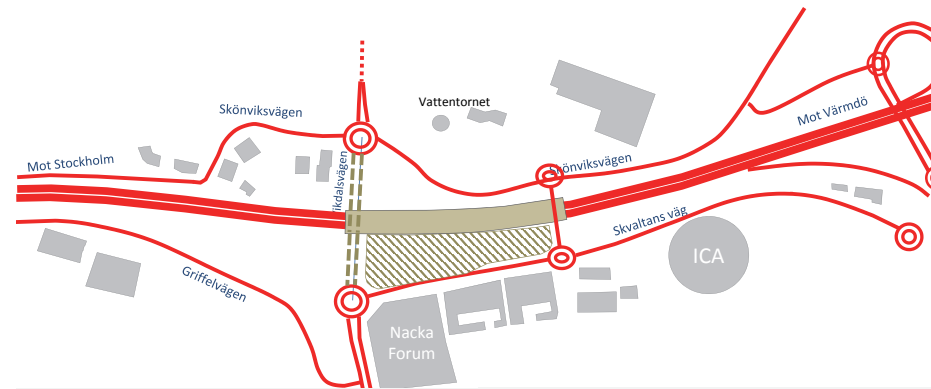 Skönviksvägen
Vattentornet
Mot Värmdö
Mot Stockholm
Skönviksvägen
Skvaltans väg
ICA
Griffelvägen
Nacka
Forum